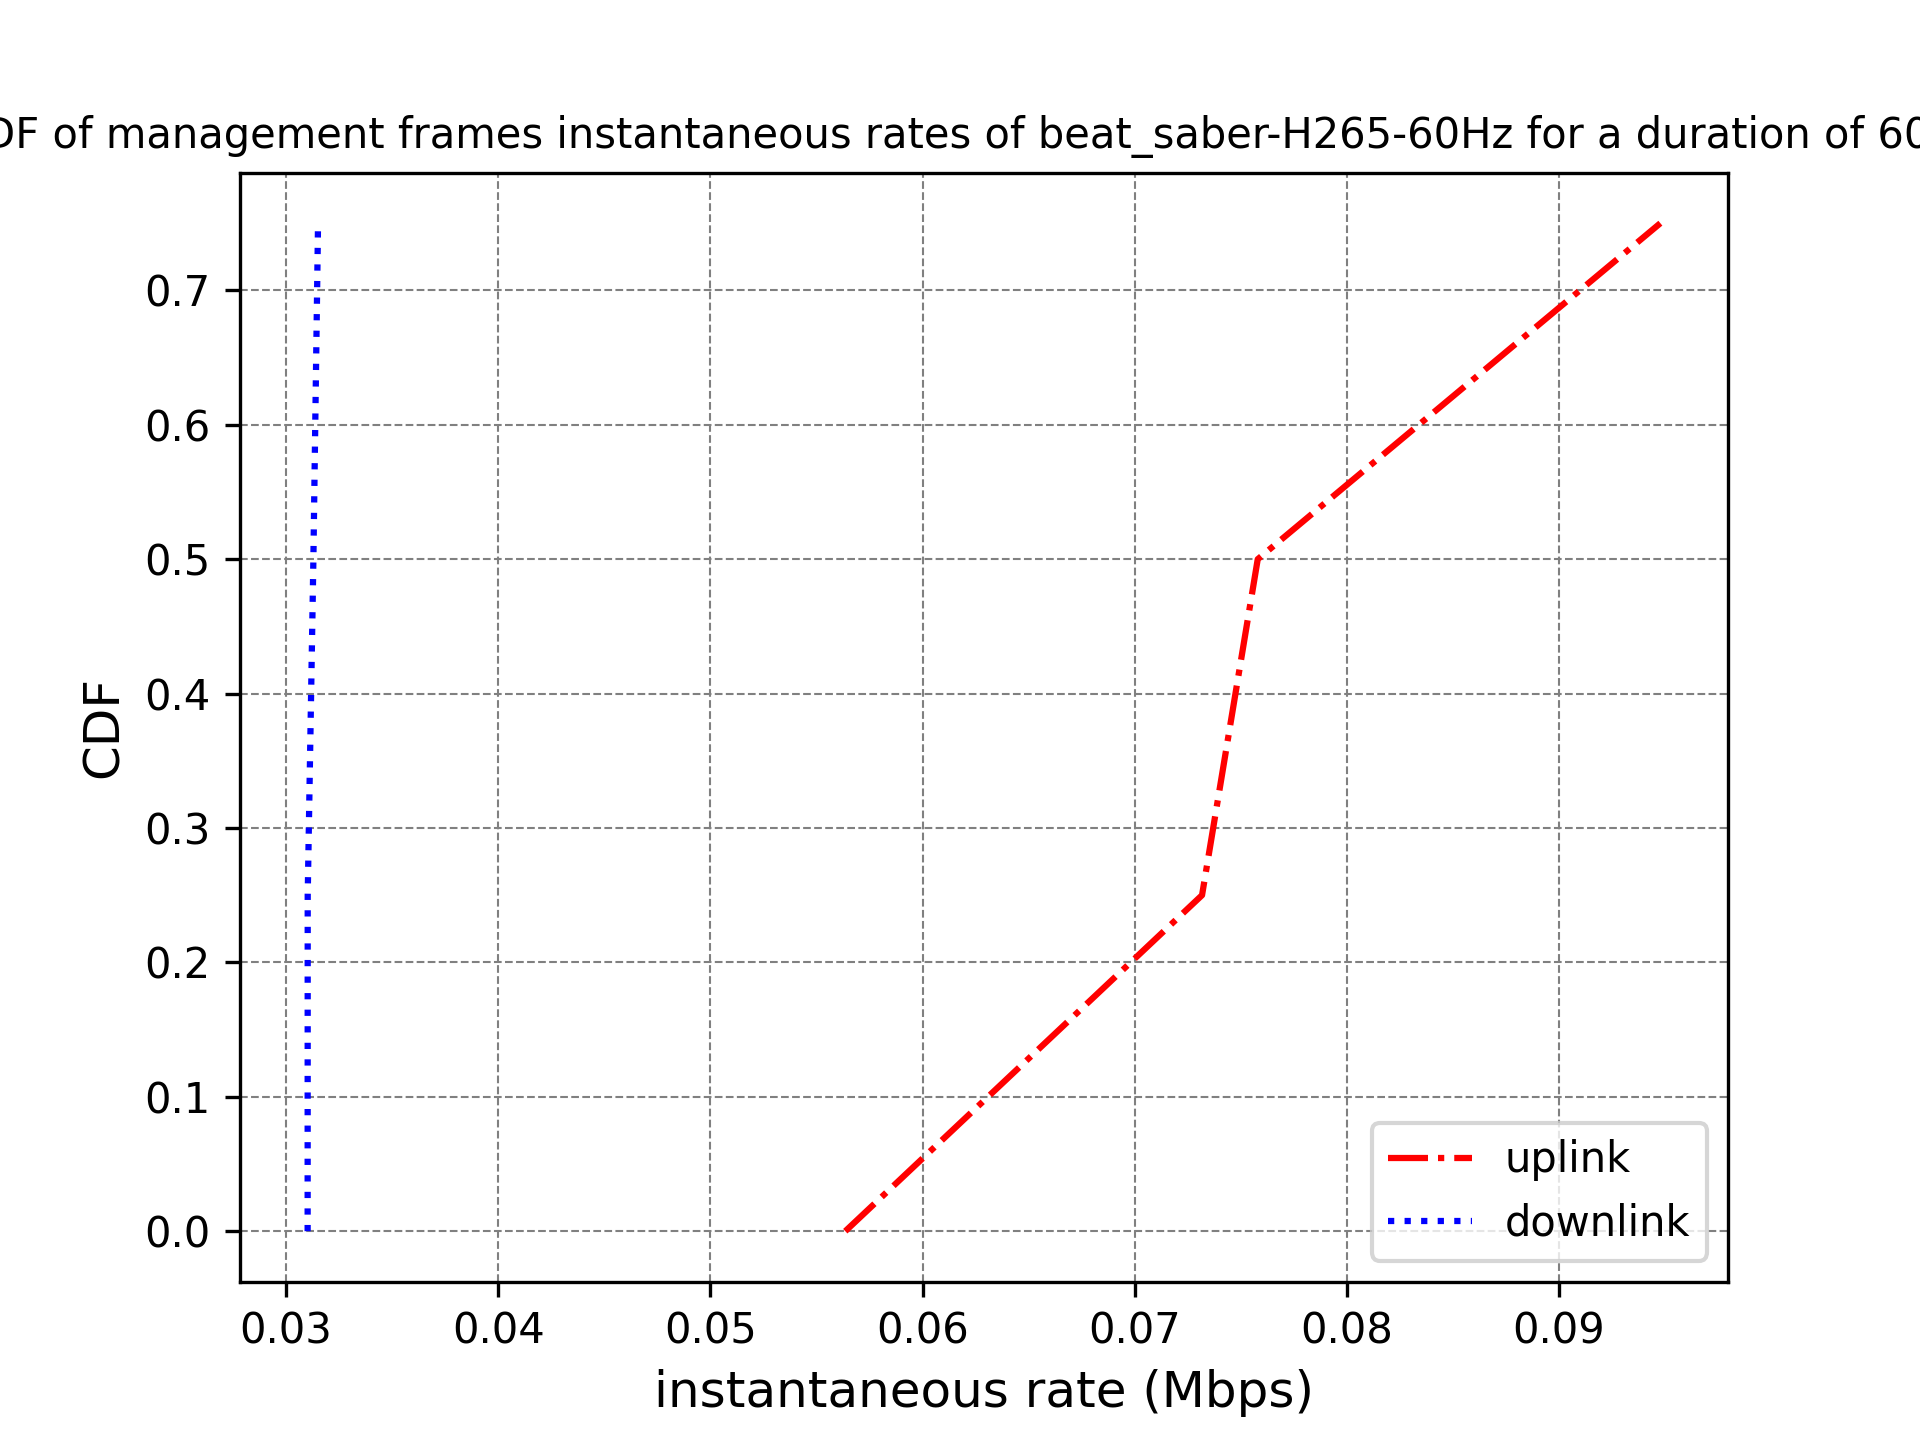 DF of management frames instantaneous rates of beat_saber-H265-60Hz for a duration of 60
0.7
0.6
0.5
0.4
0.3
0.2
0.1
0.0
CDF
uplink
downlink
0.03 0.04 0.05 0.06 0.07 0.08 0.09
instantaneous rate (Mbps)